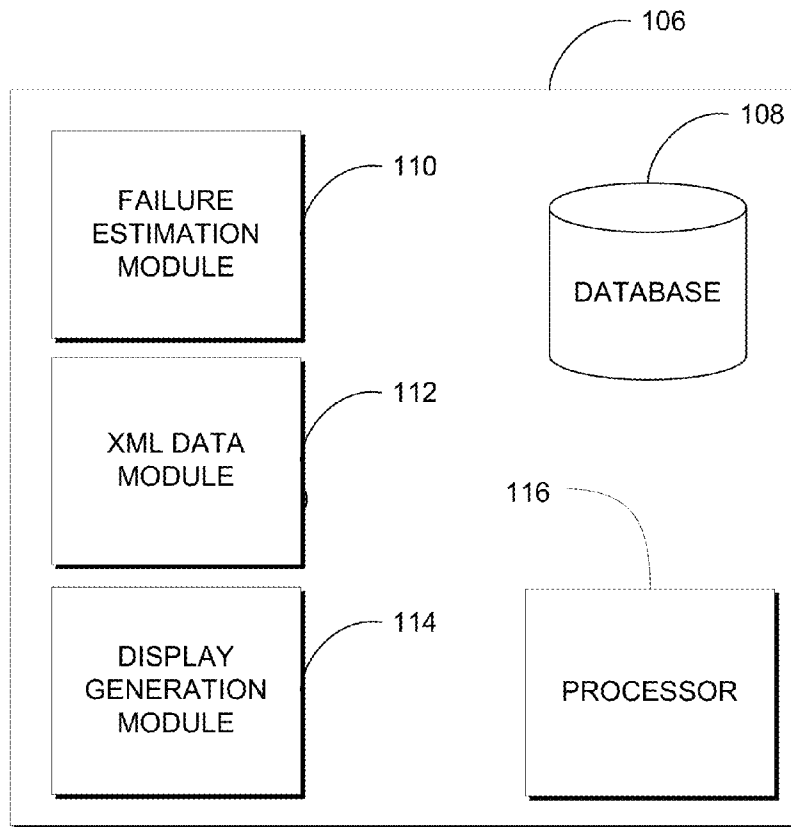 106
108
110
FAILURE
ESTIMATION
MODULE
DATABASE
112
XML DATA
MODULE
116
114
DISPLAY
GENERATION
MODULE
PROCESSOR